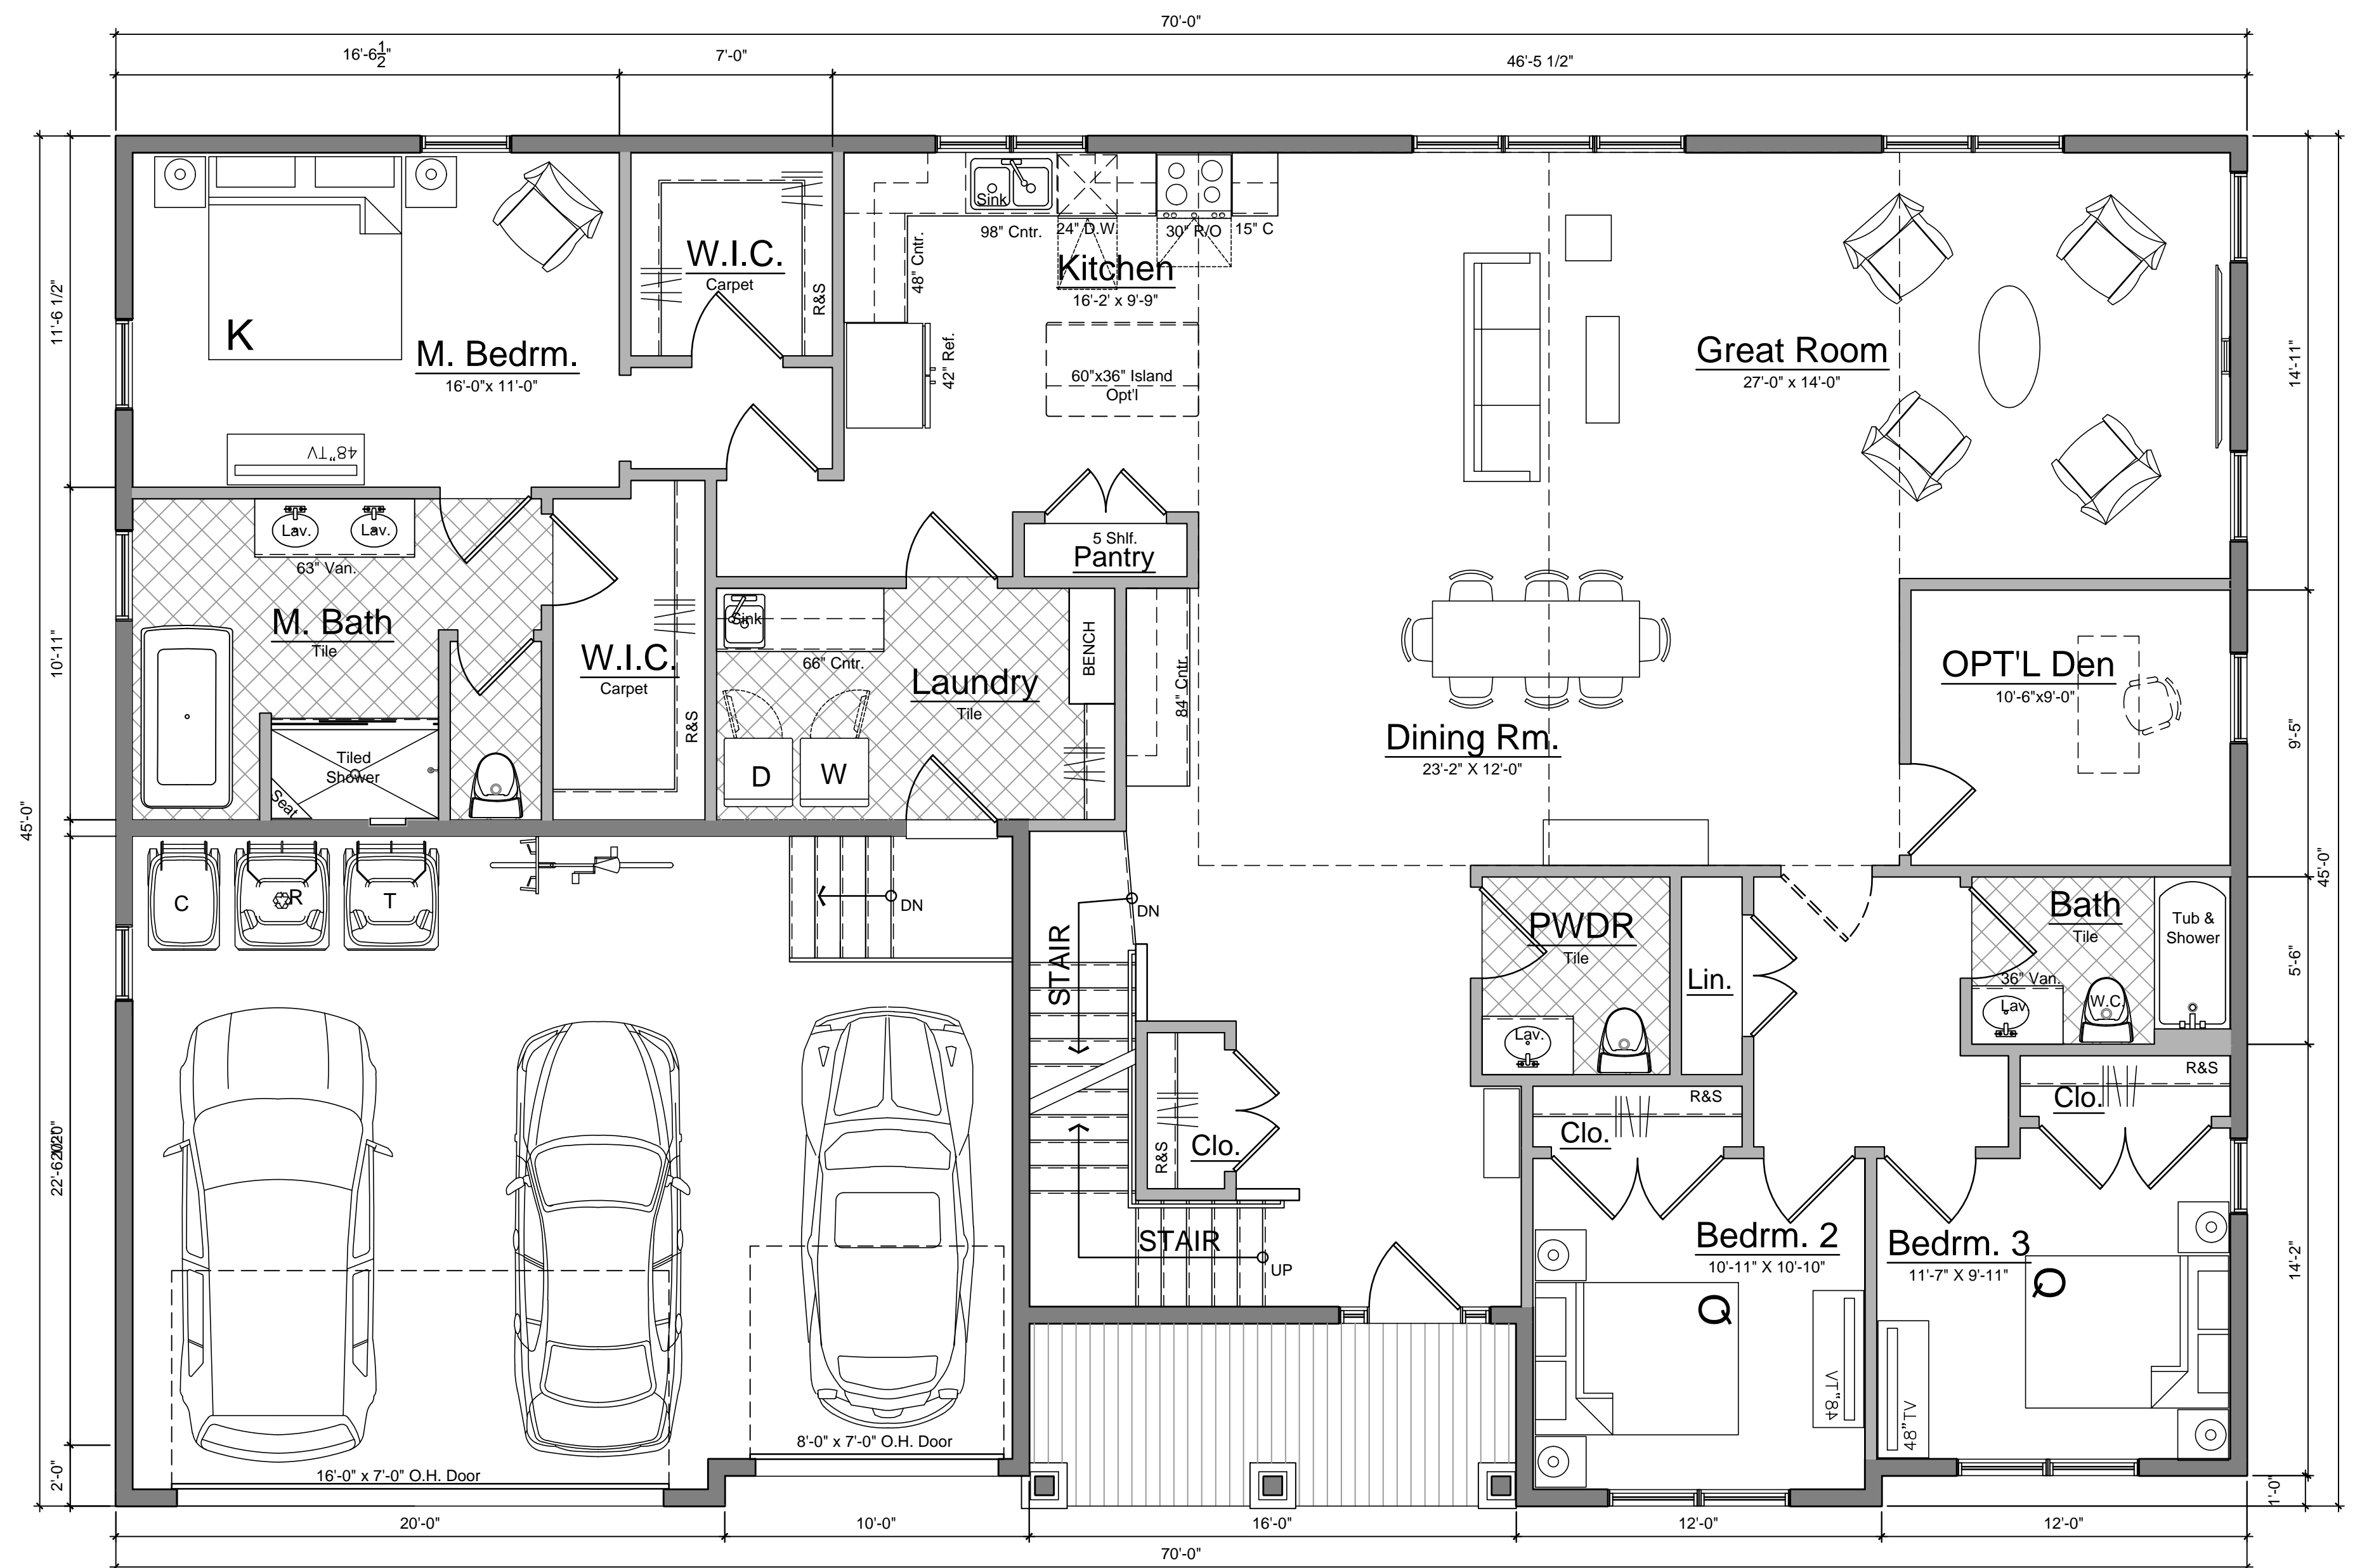 70'-0"
16'-6 1/2"
7'-0"
46'-5 1/2"
Sink
98" Cntr.
24" D.W
30" R/O
15" C
48" Cntr.
Kitchen
16'-2' x 9'-9"
W.I.C.
Carpet
R&S
11'-6 1/2"
K
M. Bedrm.
16'-0"x 11'-0"
42" Ref.
60"x36" Island
Opt'l
Great Room
27'-0" x 14'-0"
14'-11"
48"TV
Lav.
Lav.
63" Van.
5 Shlf.
Pantry
M. Bath
Tile
10'-11"
Sink
66" Cntr.
BENCH
W.I.C.
Carpet
R&S
Laundry
Tile
84" Cntr.
OPT'L Den
10'-6"x9'-0"
9'-5"
Dining Rm.
23'-2" X 12'-0"
Tiled
Shower
Seat
D
W
45'-0"
45'-0"
C
R
T
DN
DN
STAIR
PWDR
Tile
Lav.
Lin.
Bath
Tile
36" Van.
Lav
W.C.
Tub &
Shower
5'-6"
R&S
Clo.
R&S
Clo.
R&S
Clo.
22'-6 1/2"
STAIR
UP
Bedrm. 2
10'-11" X 10'-10"
Q
48"TV
Bedrm. 3
11'-7" X 9'-11"
Q
48"TV
14'-2"
8'-0" x 7'-0" O.H. Door
16'-0" x 7'-0" O.H. Door
2'-0"
1'-0"
20'-0"
10'-0"
16'-0"
12'-0"
12'-0"
70'-0"